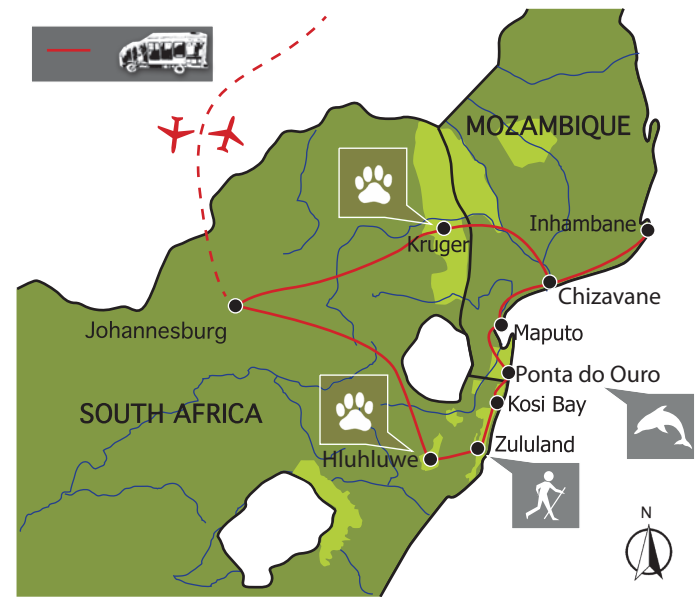 MOZAMBIQUE
Inhambane
Kruger
Chizavane
Johannesburg
Maputo
Ponta do Ouro
Kosi Bay
SOUTH AFRICA
Zululand
Hluhluwe
N